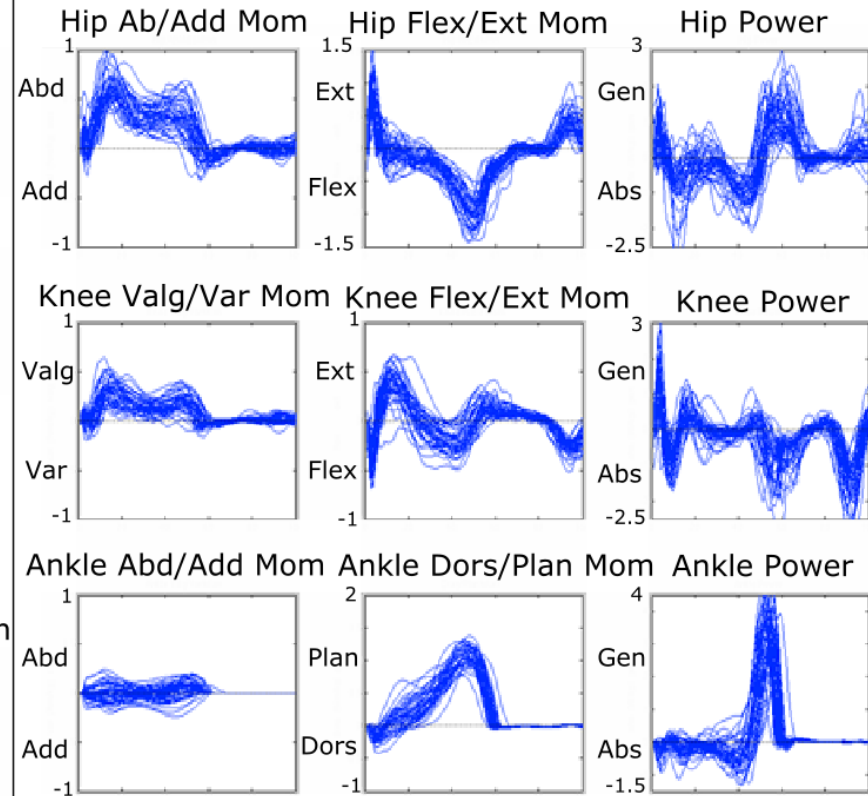 Hip Ab/Add Mom Hip Flex/Ext Mom Hip Power
1 1.5 3
Abd Ext Gen
Add Flex Abs
-1 -1.5 -2.5
Knee Valg/Var Mom Knee Flex/Ext Mom Knee Power
1 1 3
Valg Ext Gen
Var Flex Abs
-1 -1 -2.5
Ankle Abd/Add Mom Ankle Dors/Plan Mom Ankle Power
1 2 4
Abd Plan Gen
Add Dors Abs
-1 -1 -1.5